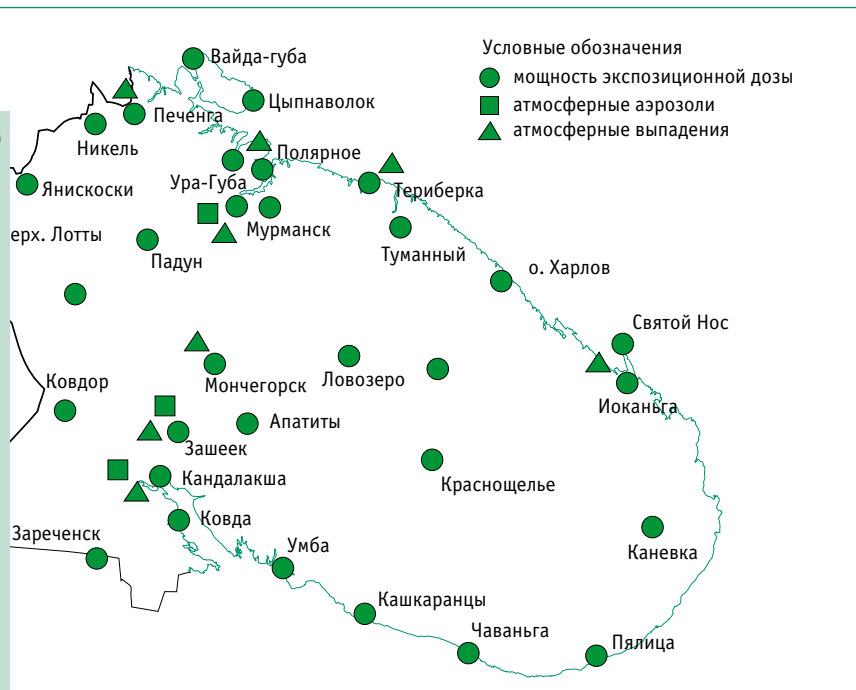 Условные обозначения
мощность экспозиционной дозы
атмосферные аэрозоли
атмосферные выпадения
Вайда-губа
Цыпнаволок
Печенга
Никель
Полярное
Ура-Губа
Янискоски
Териберка
Мурманск
ерх. Лотты
Падун
Туманный
о. Харлов
Святой Нос
Ковдор
Мончегорск
Ловозеро
Иоканьга
Апатиты
Зашеек
Кандалакша
Краснощелье
Ковда
Зареченск
Умба
Каневка
Кашкаранцы
Чаваньга
Пялица